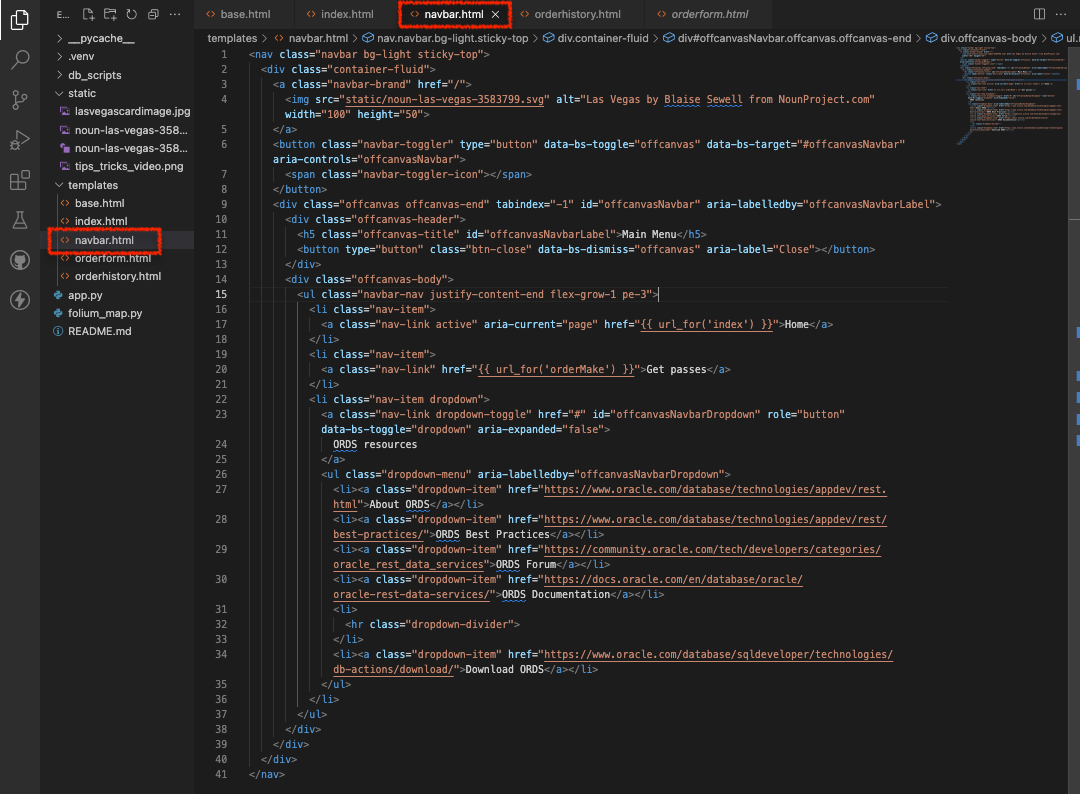 E...
base.html
index.html
navbar.html
orderhistory.html
orderform.html
templates > navbar.html > nav.navbar.bg-light.sticky-top > div.container-fluid > div#offcanvasNavbar.offcanvas.offcanvas-end > div.offcanvas-body > ul.n
__pycache__
.venv
db_scripts
static
lasvegascardimage.jpg
noun-las-vegas-358...
noun-las-vegas-358...
tips_tricks_video.png
templates
base.html
index.html
navbar.html
orderform.html
orderhistory.html
app.py
folium_map.py
README.md
1 <nav class="navbar bg-light sticky-top">
2 <div class="container-fluid">
3 <a class="navbar-brand" href="/">
4 <img src="static/noun-las-vegas-3583799.svg" alt="Las Vegas by Blaise Sewell from NounProject.com"
width="100" height="50">
5 </a>
6 <button class="navbar-toggler" type="button" data-bs-toggle="offcanvas" data-bs-target="#offcanvasNavbar"
aria-controls="offcanvasNavbar">
7 <span class="navbar-toggler-icon"></span>
8 </button>
9 <div class="offcanvas offcanvas-end" tabindex="-1" id="offcanvasNavbar" aria-labelledby="offcanvasNavbarLabel">
10 <div class="offcanvas-header">
11 <h5 class="offcanvas-title" id="offcanvasNavbarLabel">Main Menu</h5>
12 <button type="button" class="btn-close" data-bs-dismiss="offcanvas" aria-label="Close"></button>
13 </div>
14 <div class="offcanvas-body">
15 <ul class="navbar-nav justify-content-end flex-grow-1 pe-3">
16 <li class="nav-item">
17 <a class="nav-link active" aria-current="page" href="{{ url_for('index') }}">Home</a>
18 </li>
19 <li class="nav-item">
20 <a class="nav-link" href="{{ url_for('orderMake') }}">Get passes</a>
21 </li>
22 <li class="nav-item dropdown">
23 <a class="nav-link dropdown-toggle" href="#" id="offcanvasNavbarDropdown" role="button"
data-bs-toggle="dropdown" aria-expanded="false">
24 ORDS resources
25 </a>
26 <ul class="dropdown-menu" aria-labelledby="offcanvasNavbarDropdown">
27 <li><a class="dropdown-item" href="https://www.oracle.com/database/technologies/appdev/rest.
html">About ORDS</a></li>
28 <li><a class="dropdown-item" href="https://www.oracle.com/database/technologies/appdev/rest/
best-practices/">ORDS Best Practices</a></li>
29 <li><a class="dropdown-item" href="https://community.oracle.com/tech/developers/categories/
oracle_rest_data_services">ORDS Forum</a></li>
30 <li><a class="dropdown-item" href="https://docs.oracle.com/en/database/oracle/
oracle-rest-data-services/">ORDS Documentation</a></li>
31 <li>
32 <hr class="dropdown-divider">
33 </li>
34 <li><a class="dropdown-item" href="https://www.oracle.com/database/sqldeveloper/technologies/
db-actions/download/">Download ORDS</a></li>
35 </ul>
36 </li>
37 </ul>
38 </div>
39 </div>
40 </div>
41 </nav>